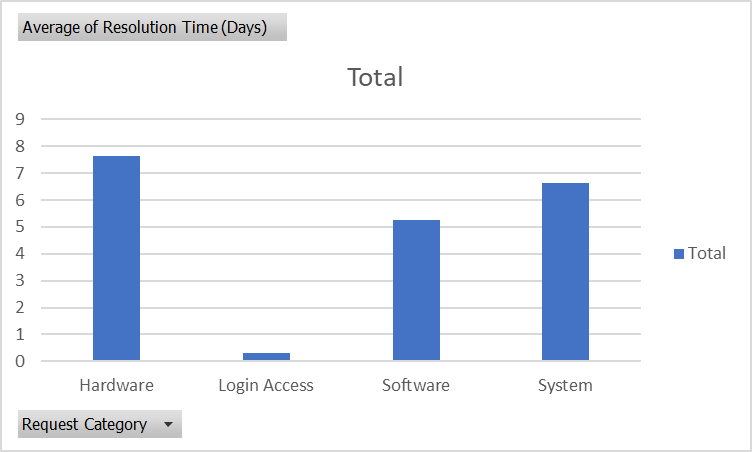 Average of Resolution Time (Days)
Total
9
8
7
6
5
4
3
2
1
0
Total
Hardware
Login Access
Software
System
Request Category